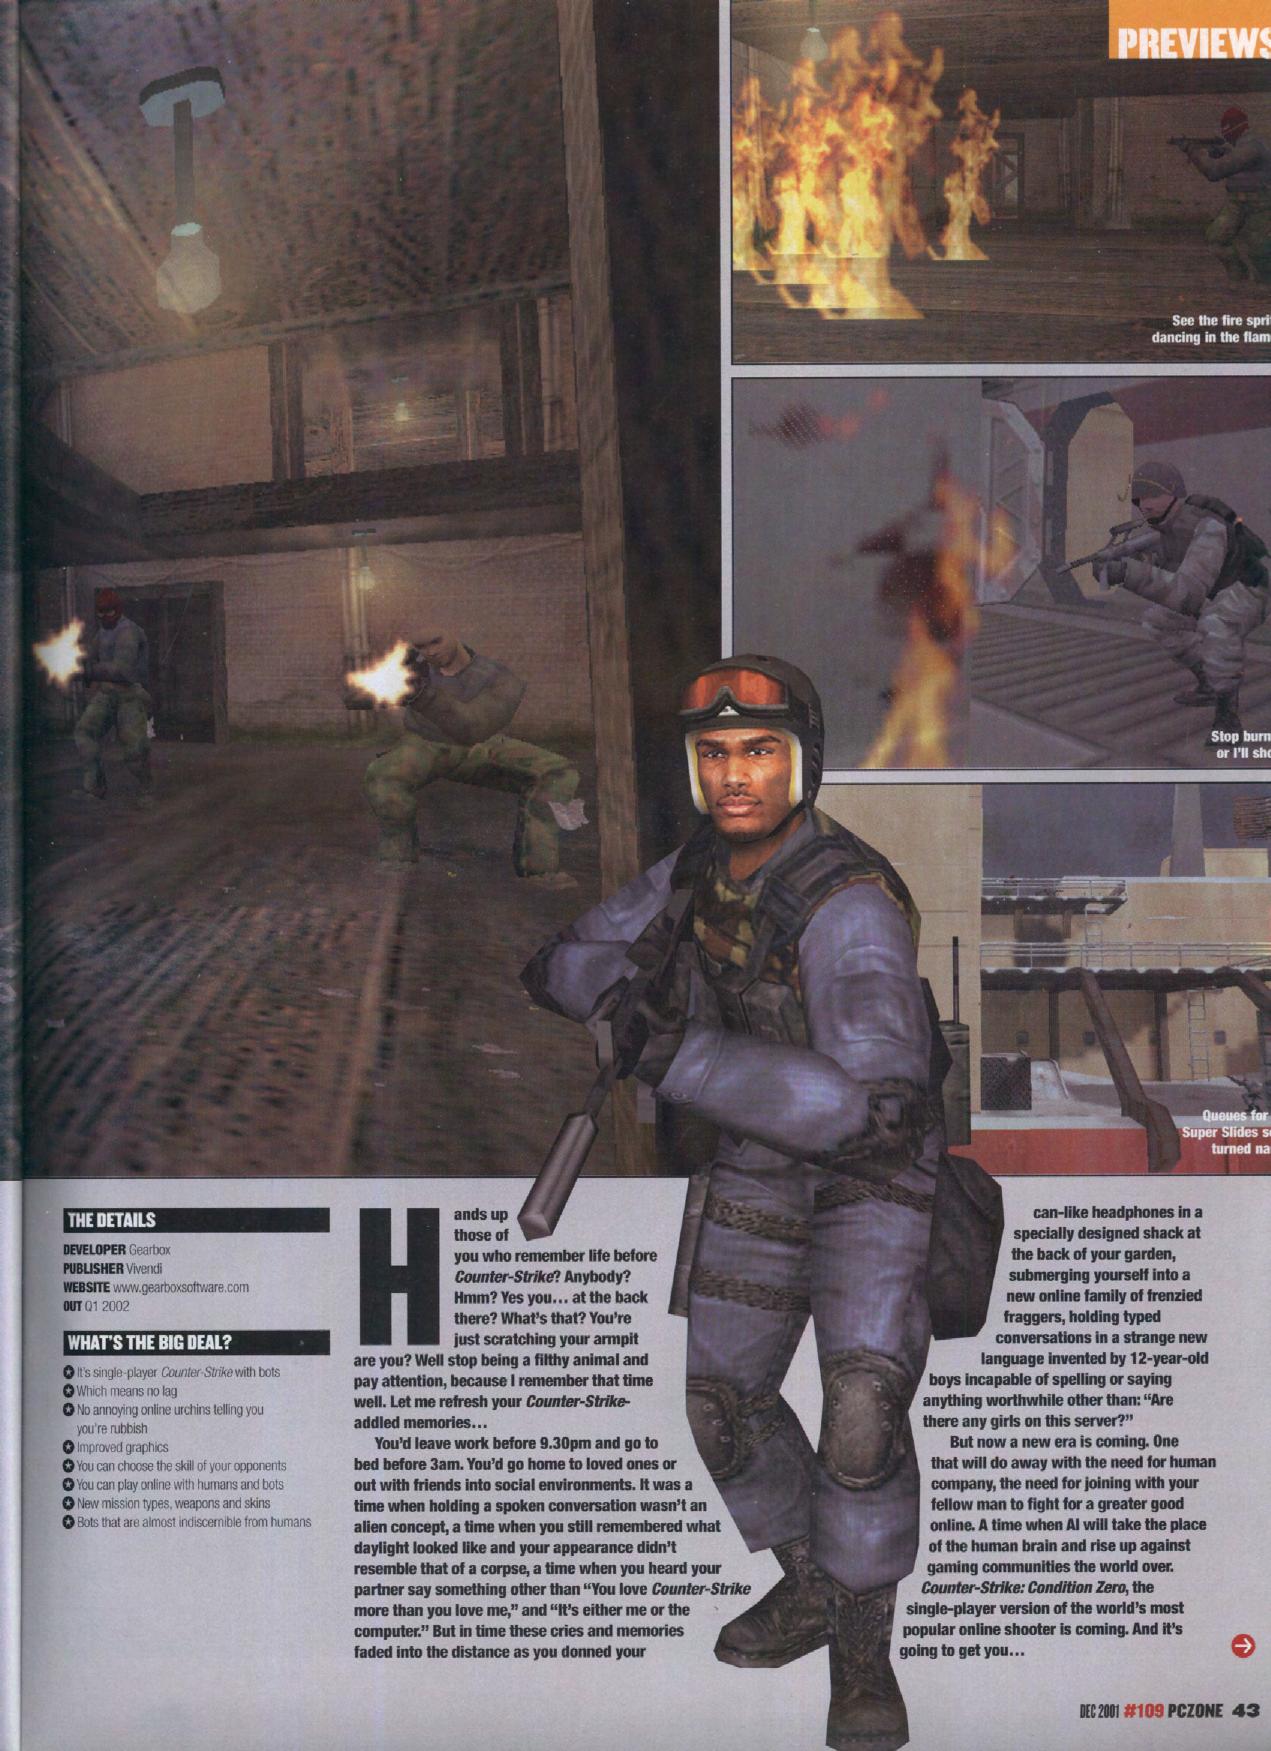 PREVIEWS
See the fire spri
dancing in the flam
Stop burn
or I'll sho
Queues for
Super Slides s
turned na
THE DETAILS
DEVELOPER Gearbox
PUBLISHER Vivendi
WEBSITE www.gearboxsoftware.com
OUT Q1 2002
WHAT'S THE BIG DEAL?
It's single-player Counter-Strike with bots
Which means no lag
No annoying online urchins telling you
you're rubbish
Improved graphics
You can choose the skill of your opponents
You can play online with humans and bots
New mission types, weapons and skins
Bots that are almost indiscernible from humans
Hands up
those of
you who remember life before
Counter-Strike? Anybody?
Hmm? Yes you... at the back
there? What's that? You're
just scratching your armpit
are you? Well stop being a filthy animal and
pay attention, because I remember that time
well. Let me refresh your Counter-Strike-
addled memories...
You'd leave work before 9.30pm and go to
bed before 3am. You'd go home to loved ones or
out with friends into social environments. It was a
time when holding a spoken conversation wasn't an
alien concept, a time when you still remembered what
daylight looked like and your appearance didn't
resemble that of a corpse, a time when you heard your
partner say something other than "You love Counter-Strike
more than you love me," and "It's either me or the
computer." But in time these cries and memories
faded into the distance as you donned your
can-like headphones in a
specially designed shack at
the back of your garden,
submerging yourself into a
new online family of frenzied
fraggers, holding typed
conversations in a strange new
language invented by 12-year-old
boys incapable of spelling or saying
anything worthwhile other than: "Are
there any girls on this server?"
But now a new era is coming. One
that will do away with the need for human
company, the need for joining with your
fellow man to fight for a greater good
online. A time when AI will take the place
of the human brain and rise up against
gaming communities the world over.
Counter-Strike: Condition Zero, the
single-player version of the world's most
popular online shooter is coming. And it's
going to get you...
DEC 2001 #109 PCZONE 43